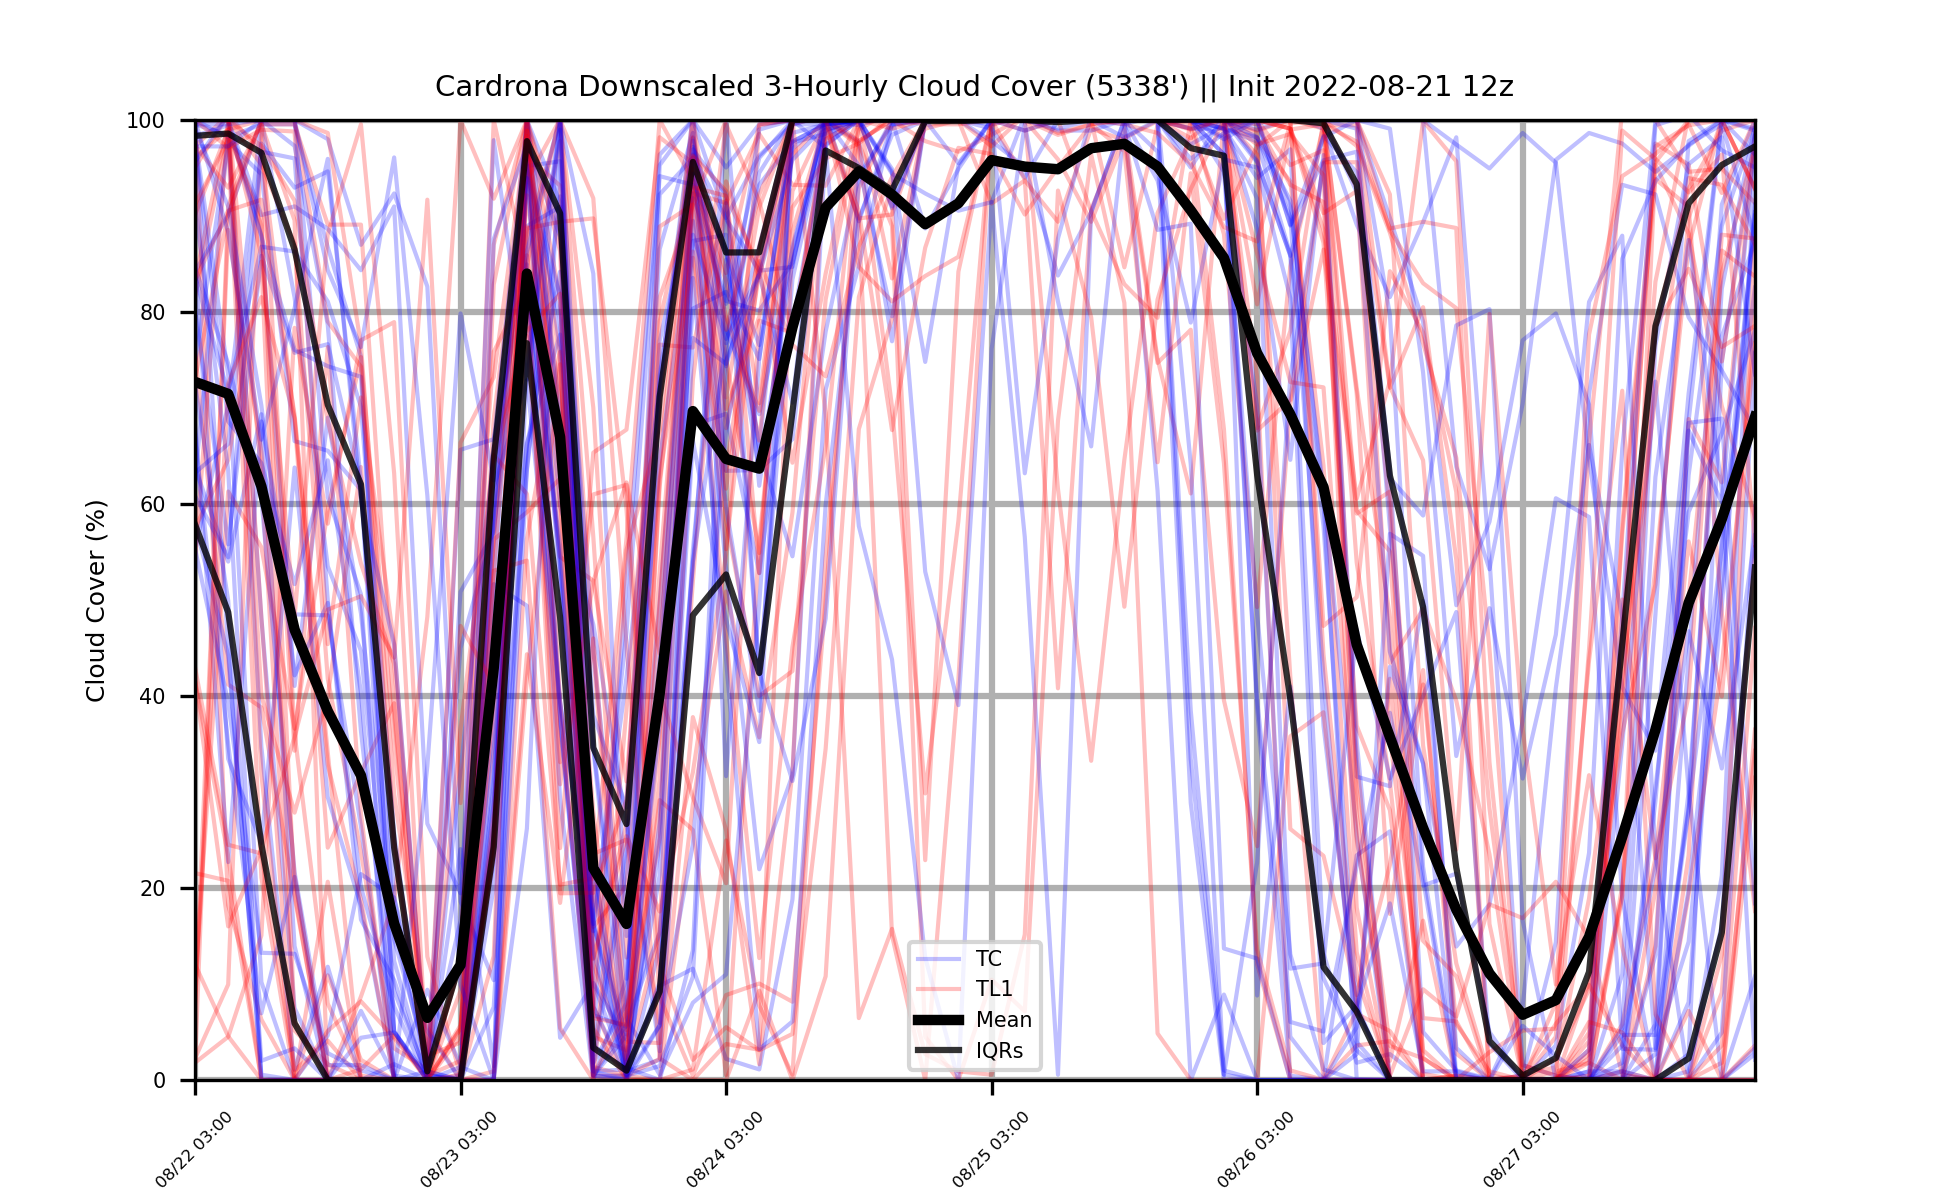 Cardrona Downscaled 3-Hourly Cloud Cover (5338') || Init 2022-08-21 12z
Cloud Cover (%)
100
80
60
40
20
0
TC
TL1
Mean
IQRs
08/22 03:00
08/23 03:00
08/24 03:00
08/25 03:00
08/26 03:00
08/27 03:00